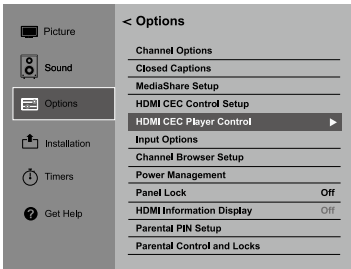 Picture
Sound
Options
Installation
Timers
Get Help
< Options
Channel Options
Closed Captions
MediaShare Setup
HDMI CEC Control Setup
HDMI CEC Player Control
Input Options
Channel Browser Setup
Power Management
Panel Lock Off
HDMI Information Display Off
Parental PIN Setup
Parental Control and Locks